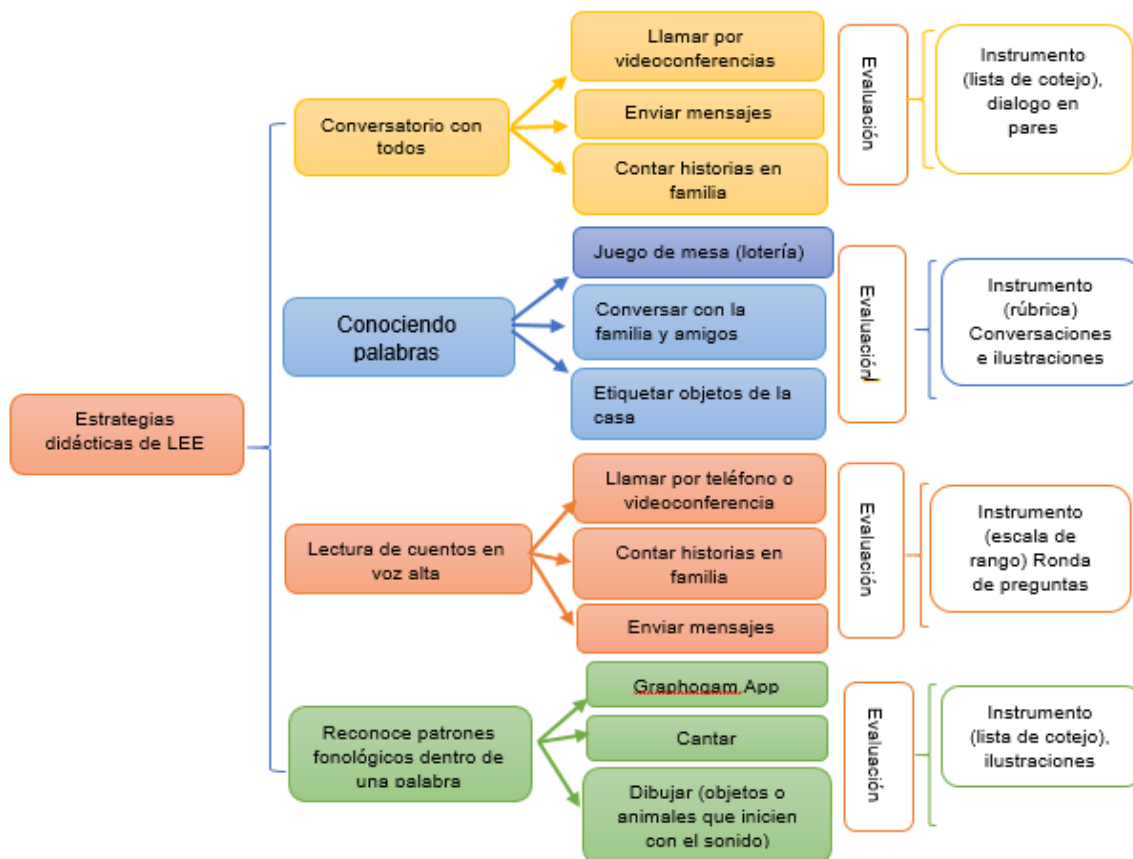 Estrategias
didácticas de LEE
Conversatorio con
todos
Llamar por
videoconferencias
Enviar mensajes
Contar historias en
familia
Evaluación
Instrumento
(lista de cotejo),
dialogo en
pares
Conociendo
palabras
Juego de mesa (lotería)
Conversar con la
familia y amigos
Etiquetar objetos de la
casa
Evaluación
Instrumento
(rúbrica)
Conversaciones
e ilustraciones
Lectura de cuentos en
voz alta
Llamar por teléfono o
videoconferencia
Contar historias en
familia
Enviar mensajes
Evaluación
Instrumento
(escala de
rango) Ronda
de preguntas
Reconoce patrones
fonológicos dentro de
una palabra
Graphogam App
Cantar
Dibujar (objetos o
animales que inicien
con el sonido)
Evaluación
Instrumento
(lista de cotejo),
ilustraciones